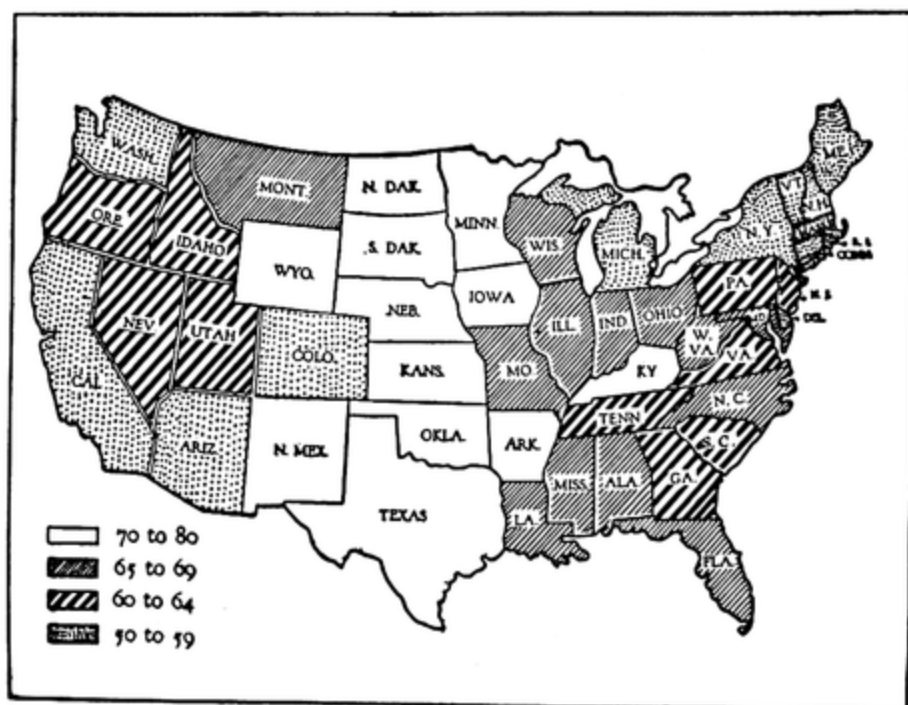 WASH.
ORE.
IDAHO
MONT.
WYO.
N. DAK.
S. DAK.
NEB.
KANS.
NEV.
UTAH
COLO.
CAL.
ARIZ.
N. MEX.
OKLA.
TEXAS
MINN.
IOWA
MO.
ARK.
LA.
WIS.
MICH.
ILL.
IND.
OHIO
KY
TENN
MISS.
ALA.
GA.
FLA.
S. C.
N. C.
W. VA.
VA.
PA.
N. Y.
VT.
N. H.
ME.
R. I.
CONN.
N. J.
DEL.
70 to 80
65 to 69
60 to 64
50 to 59